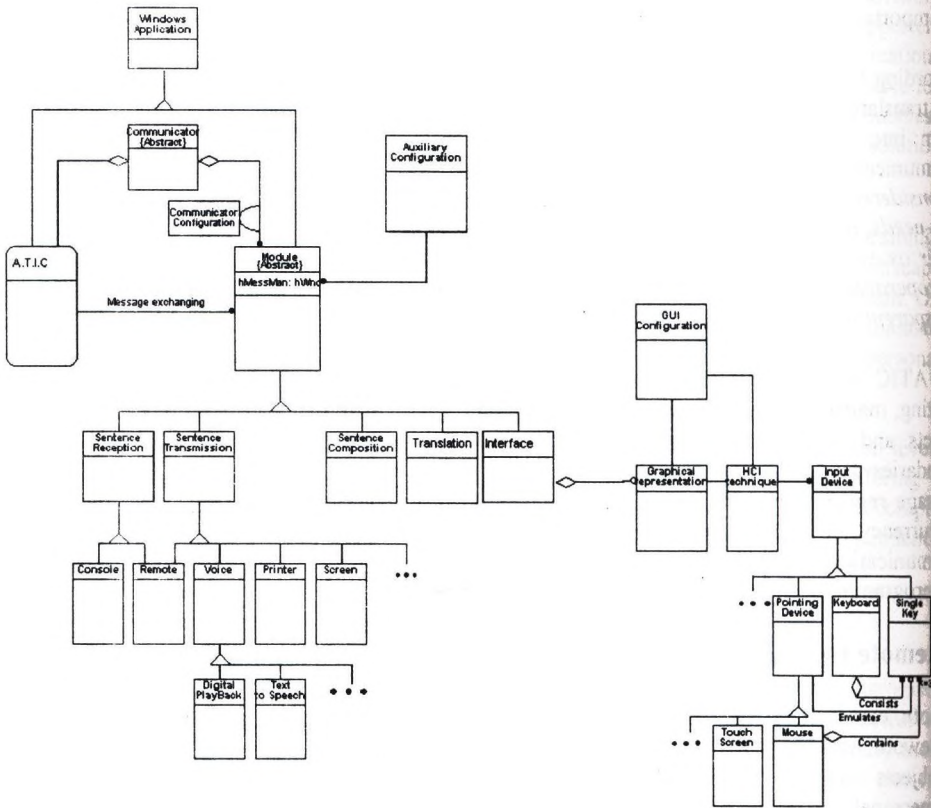 Windows
Application
Communicator
{Abstract}
Auxiliary
Configuration
Communicator
Configuration
A.T.I.C
Module
{Abstract}
hMessMan: hWnd
Message exchanging
GUI
Configuration
Sentence
Reception
Sentence
Transmission
Sentence
Composition
Translation
Interface
Graphical
Representation
HCI
technique
Input
Device
Console
Remote
Voice
Printer
Screen
...
...
Pointing
Device
Keyboard
Single
Key
Digital
PlayBack
Text
to Speech
...
Consists
Emulates
Contains
...
Touch
Screen
Mouse